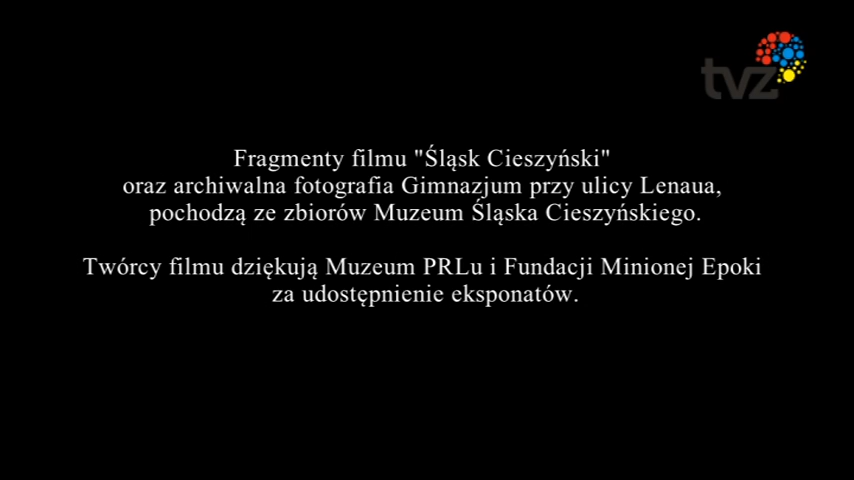 tvz
Fragmenty filmu "Śląsk Cieszyński"
oraz archiwalna fotografia Gimnazjum przy ulicy Lenaua,
pochodzą ze zbiorów Muzeum Śląska Cieszyńskiego.
Twórcy filmu dziękują Muzeum PRLu i Fundacji Minionej Epoki
za udostępnienie eksponatów.